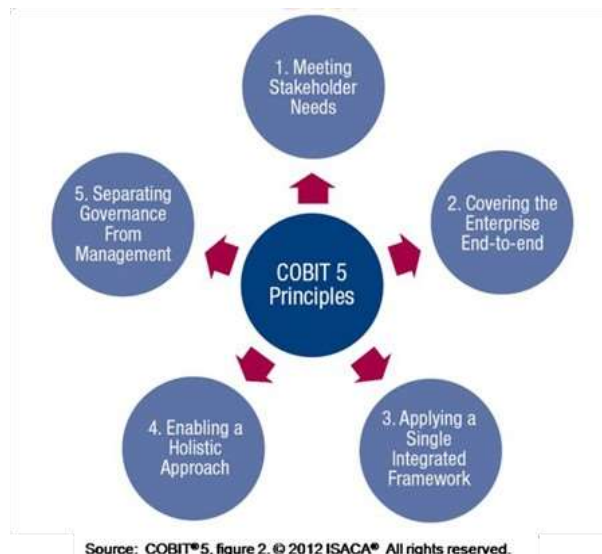 1. Meeting
Stakeholder
Needs
5. Separating
Governance
From
Management
2. Covering the
Enterprise
End-to-end
COBIT 5
Principles
4. Enabling a
Holistic
Approach
3. Applying a
Single
Integrated
Framework
Source: COBIT® 5, figure 2. © 2012 ISACA® All rights reserved.